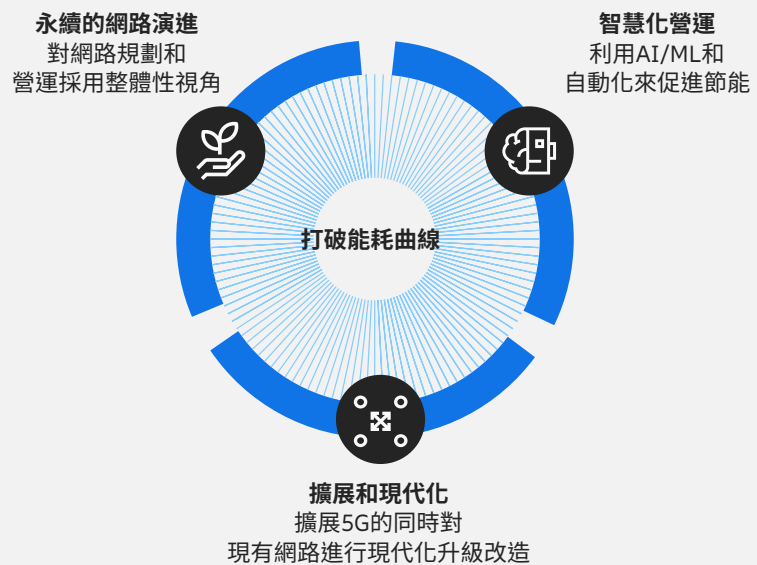 永續的網路演進
對網路規劃和
營運採用整體性視角
智慧化營運
利用AI/ML和
自動化來促進節能
打破能耗曲線
擴展和現代化
擴展5G的同時對
現有網路進行現代化升級改造